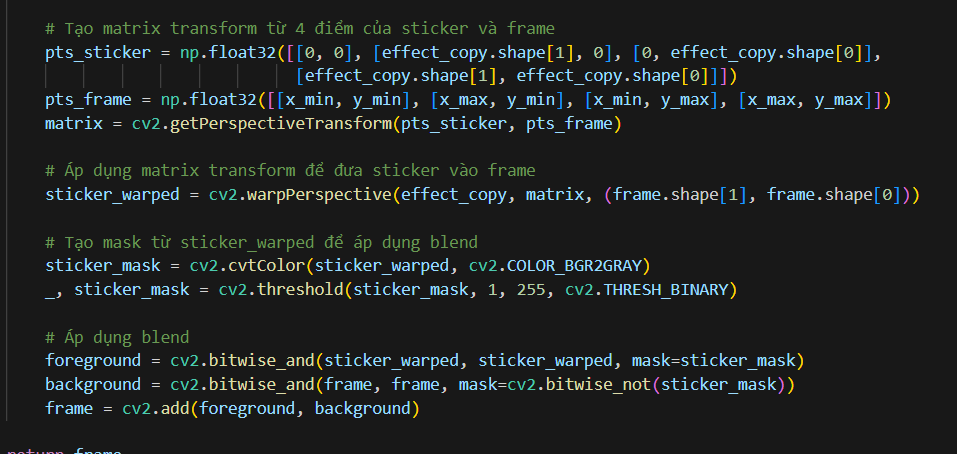 # Tạo matrix transform từ 4 điểm của sticker và frame
pts_sticker = np.float32([[0, 0], [effect_copy.shape[1], 0], [0, effect_copy.shape[0]],
[effect_copy.shape[1], effect_copy.shape[0]]])
pts_frame = np.float32([[x_min, y_min], [x_max, y_min], [x_min, y_max], [x_max, y_max]])
matrix = cv2.getPerspectiveTransform(pts_sticker, pts_frame)
# Áp dụng matrix transform để đưa sticker vào frame
sticker_warped = cv2.warpPerspective(effect_copy, matrix, (frame.shape[1], frame.shape[0]))
# Tạo mask từ sticker_warped để áp dụng blend
sticker_mask = cv2.cvtColor(sticker_warped, cv2.COLOR_BGR2GRAY)
_, sticker_mask = cv2.threshold(sticker_mask, 1, 255, cv2.THRESH_BINARY)
# Áp dụng blend
foreground = cv2.bitwise_and(sticker_warped, sticker_warped, mask=sticker_mask)
background = cv2.bitwise_and(frame, frame, mask=cv2.bitwise_not(sticker_mask))
frame = cv2.add(foreground, background)
return frame